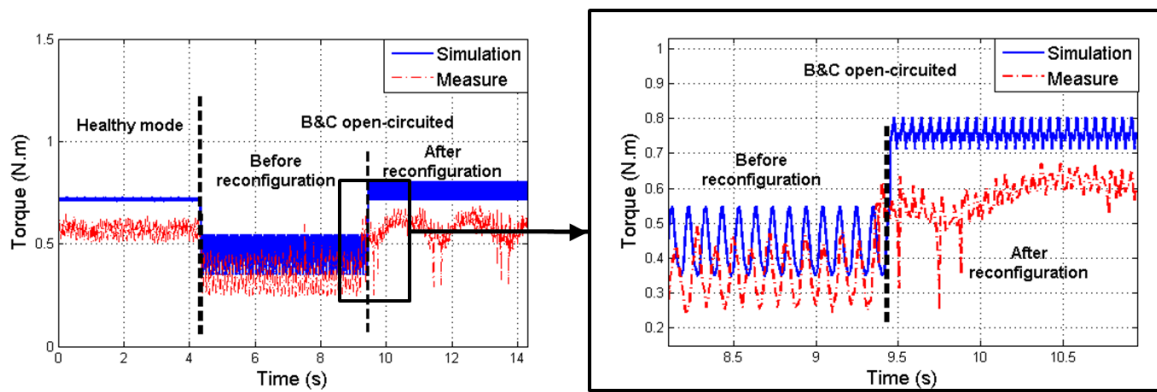 1.5
1
0.5
0
0
2
4
6
8
10
12
14
Torque (N.m)
Time (s)
Simulation
Measure
Healthy mode
B&C open-circuited
Before
reconfiguration
After
reconfiguration
1
0.9
0.8
0.7
0.6
0.5
0.4
0.3
0.2
8.5
9
9.5
10
10.5
Torque (N.m)
Time (s)
Simulation
Measure
B&C open-circuited
Before
reconfiguration
After
reconfiguration